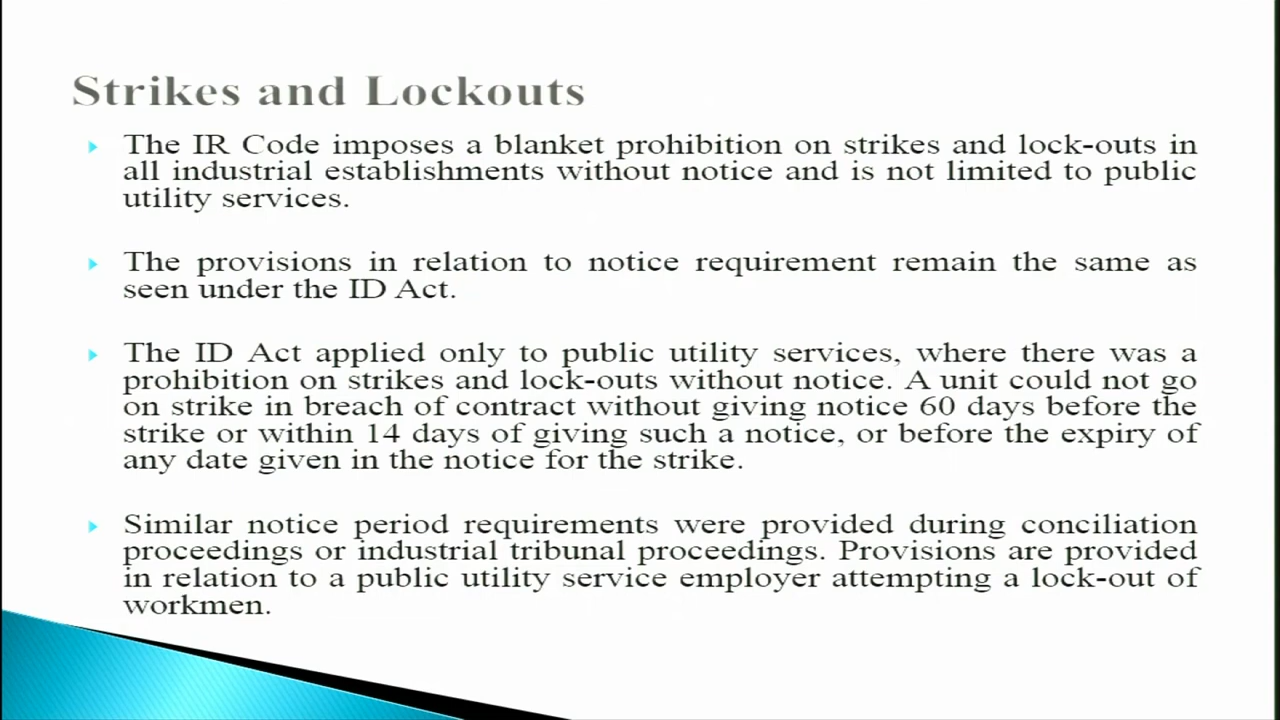 Strikes and Lockouts
The IR Code imposes a blanket prohibition on strikes and lock-outs in
all industrial establishments without notice and is not limited to public
utility services.
The provisions in relation to notice requirement remain the same as
seen under the ID Act.
The ID Act applied only to public utility services, where there was a
prohibition on strikes and lock-outs without notice. A unit could not go
on strike in breach of contract without giving notice 60 days before the
strike or within 14 days of giving such a notice, or before the expiry of
any date given in the notice for the strike.
Similar notice period requirements were provided during conciliation
proceedings or industrial tribunal proceedings. Provisions are provided
in relation to a public utility service employer attempting a lock-out of
workmen.